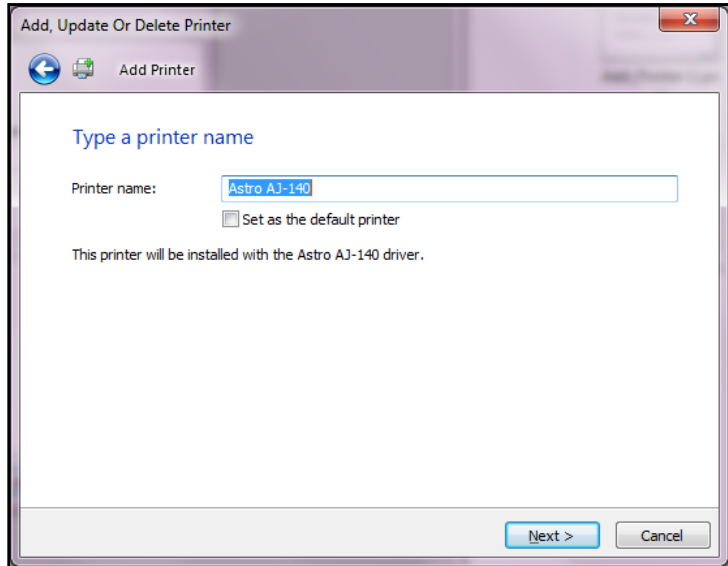 Add, Update Or Delete Printer
Add Printer
Type a printer name
Printer name: Astro AJ-140
Set as the default printer
This printer will be installed with the Astro AJ-140 driver.
Next > Cancel